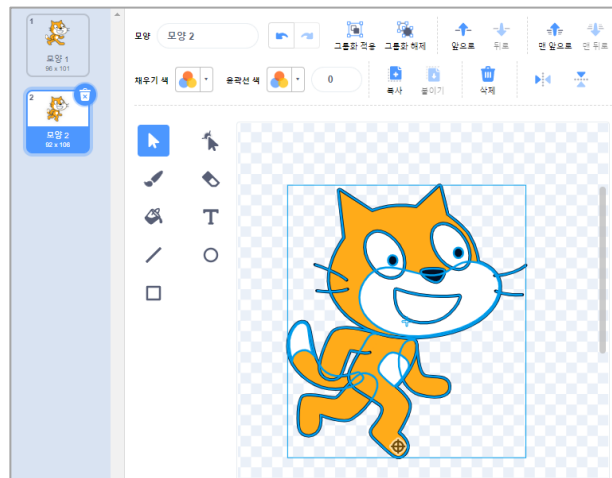 1
모양 1
96 x 101
2
모양 2
92 x 106
모양 모양 2
그룹화 적용 그룹화 해제 앞으로 뒤로 맨 앞으로 맨 뒤로
채우기 색 윤곽선 색 0
복사 붙이기 삭제
T